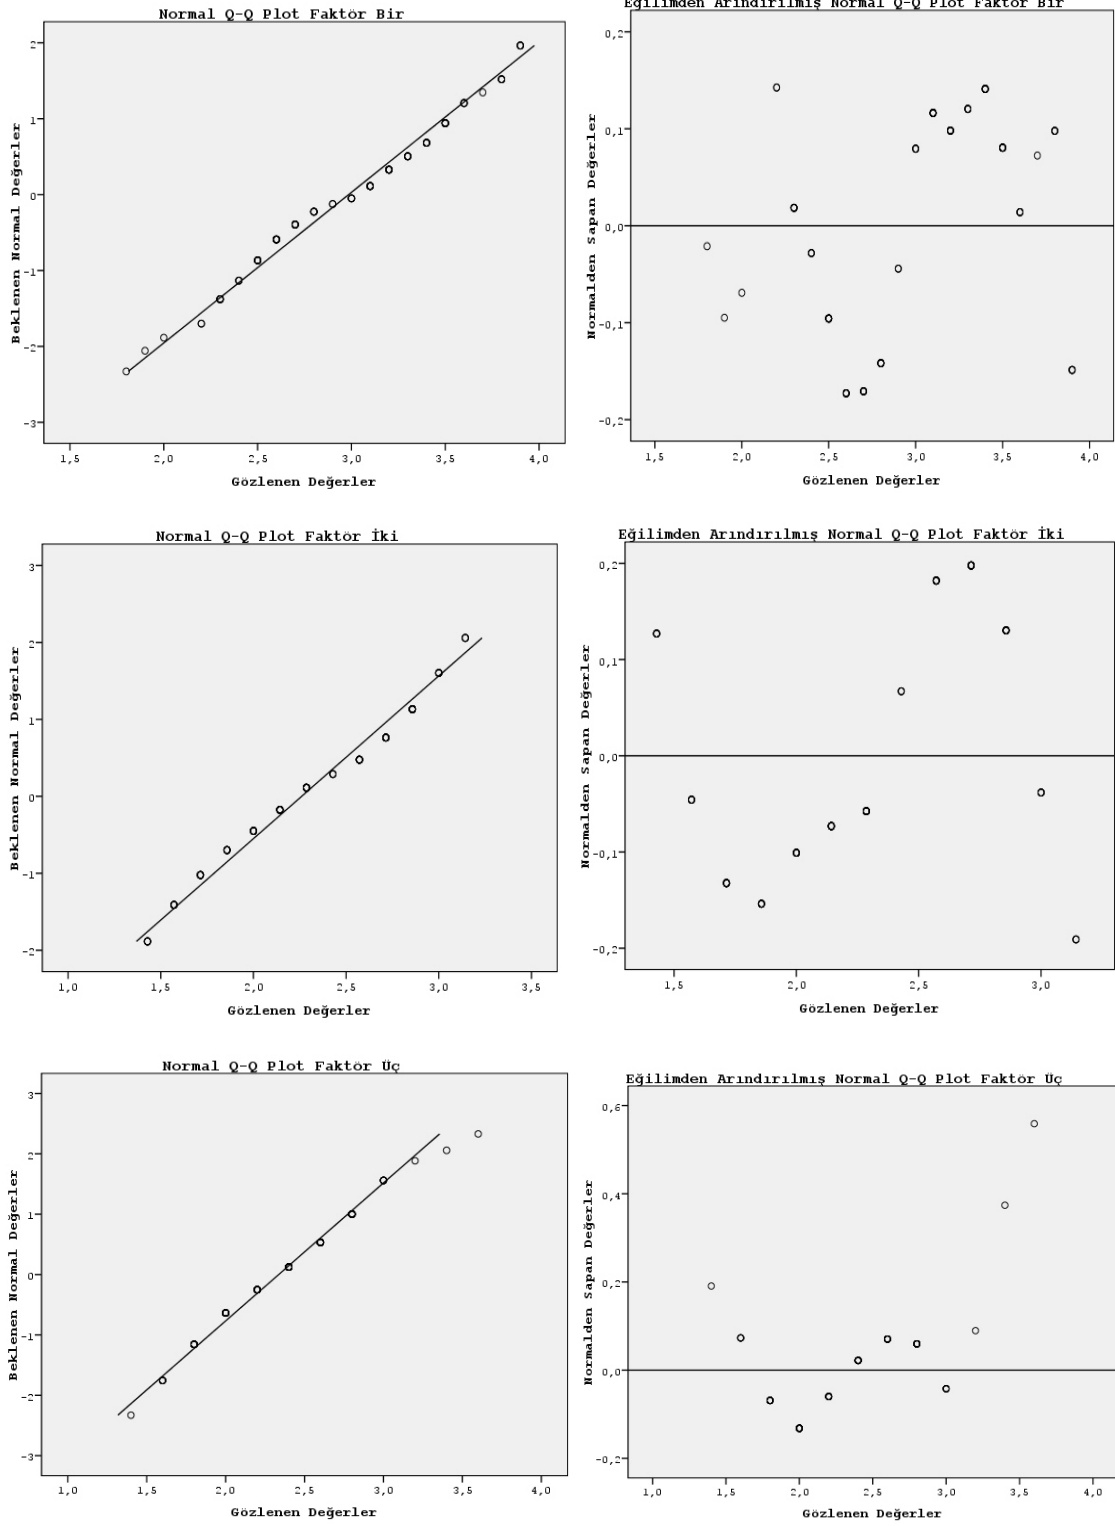 Normal Q-Q Plot Faktör Bir
Beklenen Normal Değerler
2
1
0
-1
-2
-3
1,5 2,0 2,5 3,0 3,5 4,0
Gözlenen Değerler
Eğilimden Arındırılmış Normal Q-Q Plot Faktör Bir
Normalden Sapan Değerler
0,2
0,1
0,0
-0,1
-0,2
1,5 2,0 2,5 3,0 3,5 4,0
Gözlenen Değerler
Normal Q-Q Plot Faktör İki
Beklenen Normal Değerler
3
2
1
0
-1
-2
1,0 1,5 2,0 2,5 3,0 3,5
Gözlenen Değerler
Eğilimden Arındırılmış Normal Q-Q Plot Faktör İki
Normalden Sapan Değerler
0,2
0,1
0,0
-0,1
-0,2
1,5 2,0 2,5 3,0
Gözlenen Değerler
Normal Q-Q Plot Faktör Üç
Beklenen Normal Değerler
3
2
1
0
-1
-2
-3
1,0 1,5 2,0 2,5 3,0 3,5 4,0
Gözlenen Değerler
Eğilimden Arındırılmış Normal Q-Q Plot Faktör Üç
Normalden Sapan Değerler
0,6
0,4
0,2
0,0
-0,2
1,0 1,5 2,0 2,5 3,0 3,5 4,0
Gözlenen Değerler